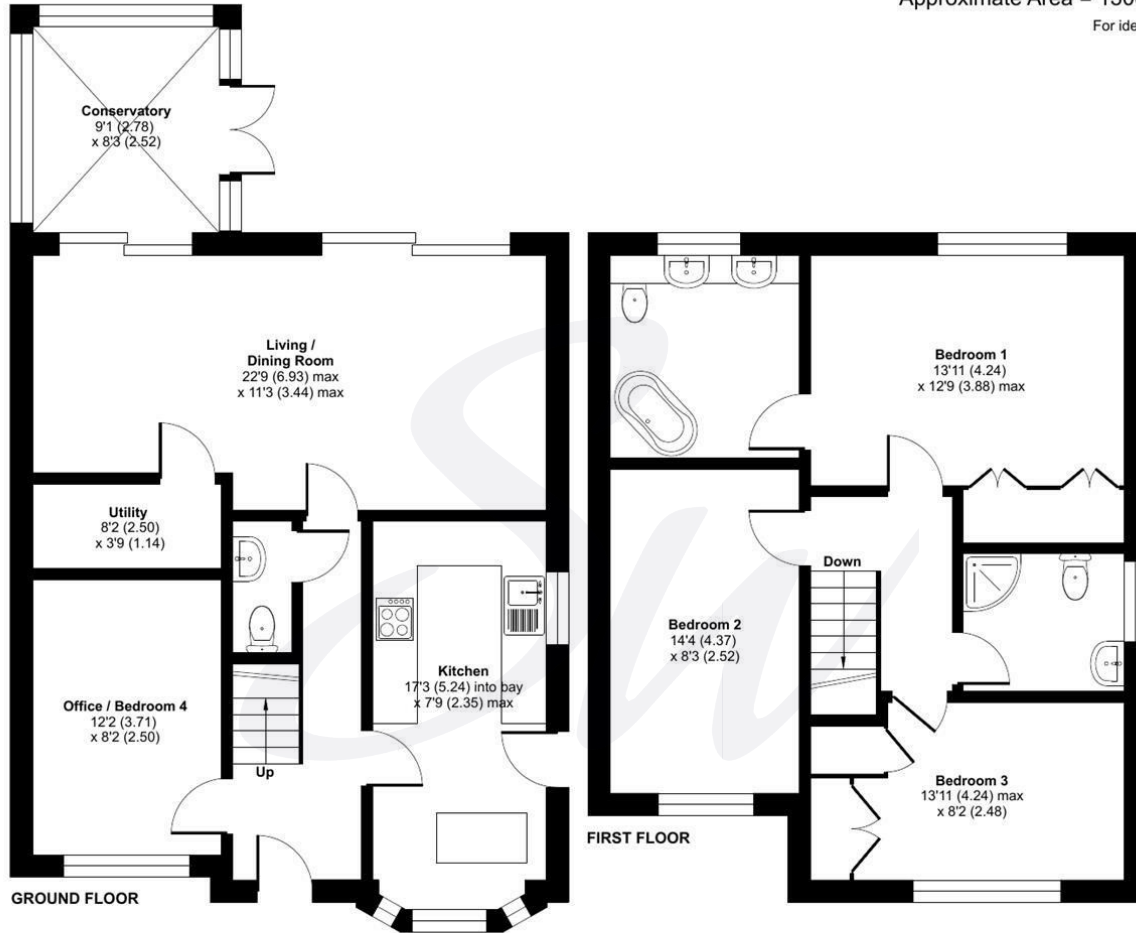 Approximate Area =
For ide
Conservatory
9'1 (2.78)
x 8'3 (2.52)
Living /
Dining Room
22'9 (6.93) max
x 11'3 (3.44) max
Utility
8'2 (2.50)
x 3'9 (1.14)
Office / Bedroom 4
12'2 (3.71)
x 8'2 (2.50)
Up
Kitchen
17'3 (5.24) into bay
x 7'9 (2.35) max
GROUND FLOOR
Bedroom 1
13'11 (4.24)
x 12'9 (3.88) max
Down
Bedroom 2
14'4 (4.37)
x 8'3 (2.52)
Bedroom 3
13'11 (4.24) max
x 8'2 (2.48)
FIRST FLOOR
Sw